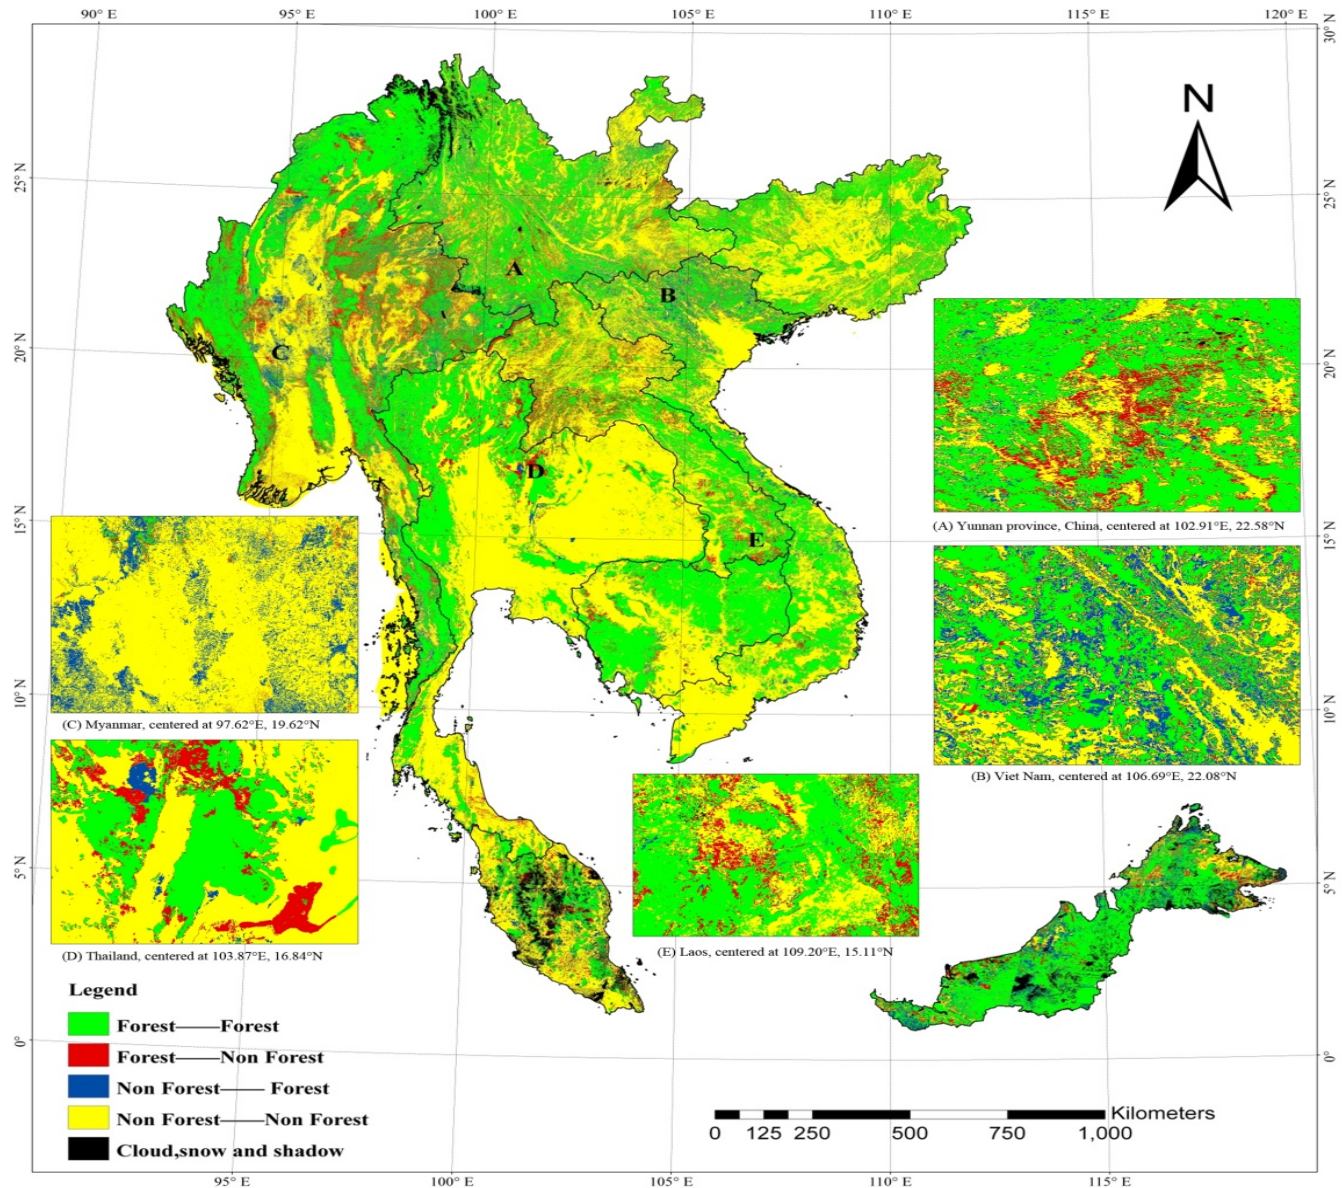 90° E 95° E 100° E 105° E 110° E 115° E 120° E
30° N
N
25° N
25° N
A
B
20° N
C
20° N
D
15° N
E
(A) Yunnan province, China, centered at 102.91°E, 22.58°N
15° N
10° N
(C) Myanmar, centered at 97.62°E, 19.62°N
10° N
(B) Viet Nam, centered at 106.69°E, 22.08°N
5° N
5° N
(D) Thailand, centered at 103.87°E, 16.84°N
(E) Laos, centered at 109.20°E, 15.11°N
Legend
Forest——Forest
0°
Forest——Non Forest
0°
Non Forest—— Forest
Non Forest——Non Forest
Cloud,snow and shadow
Kilometers
0 125 250 500 750 1,000
95° E 100° E 105° E 110° E 115° E